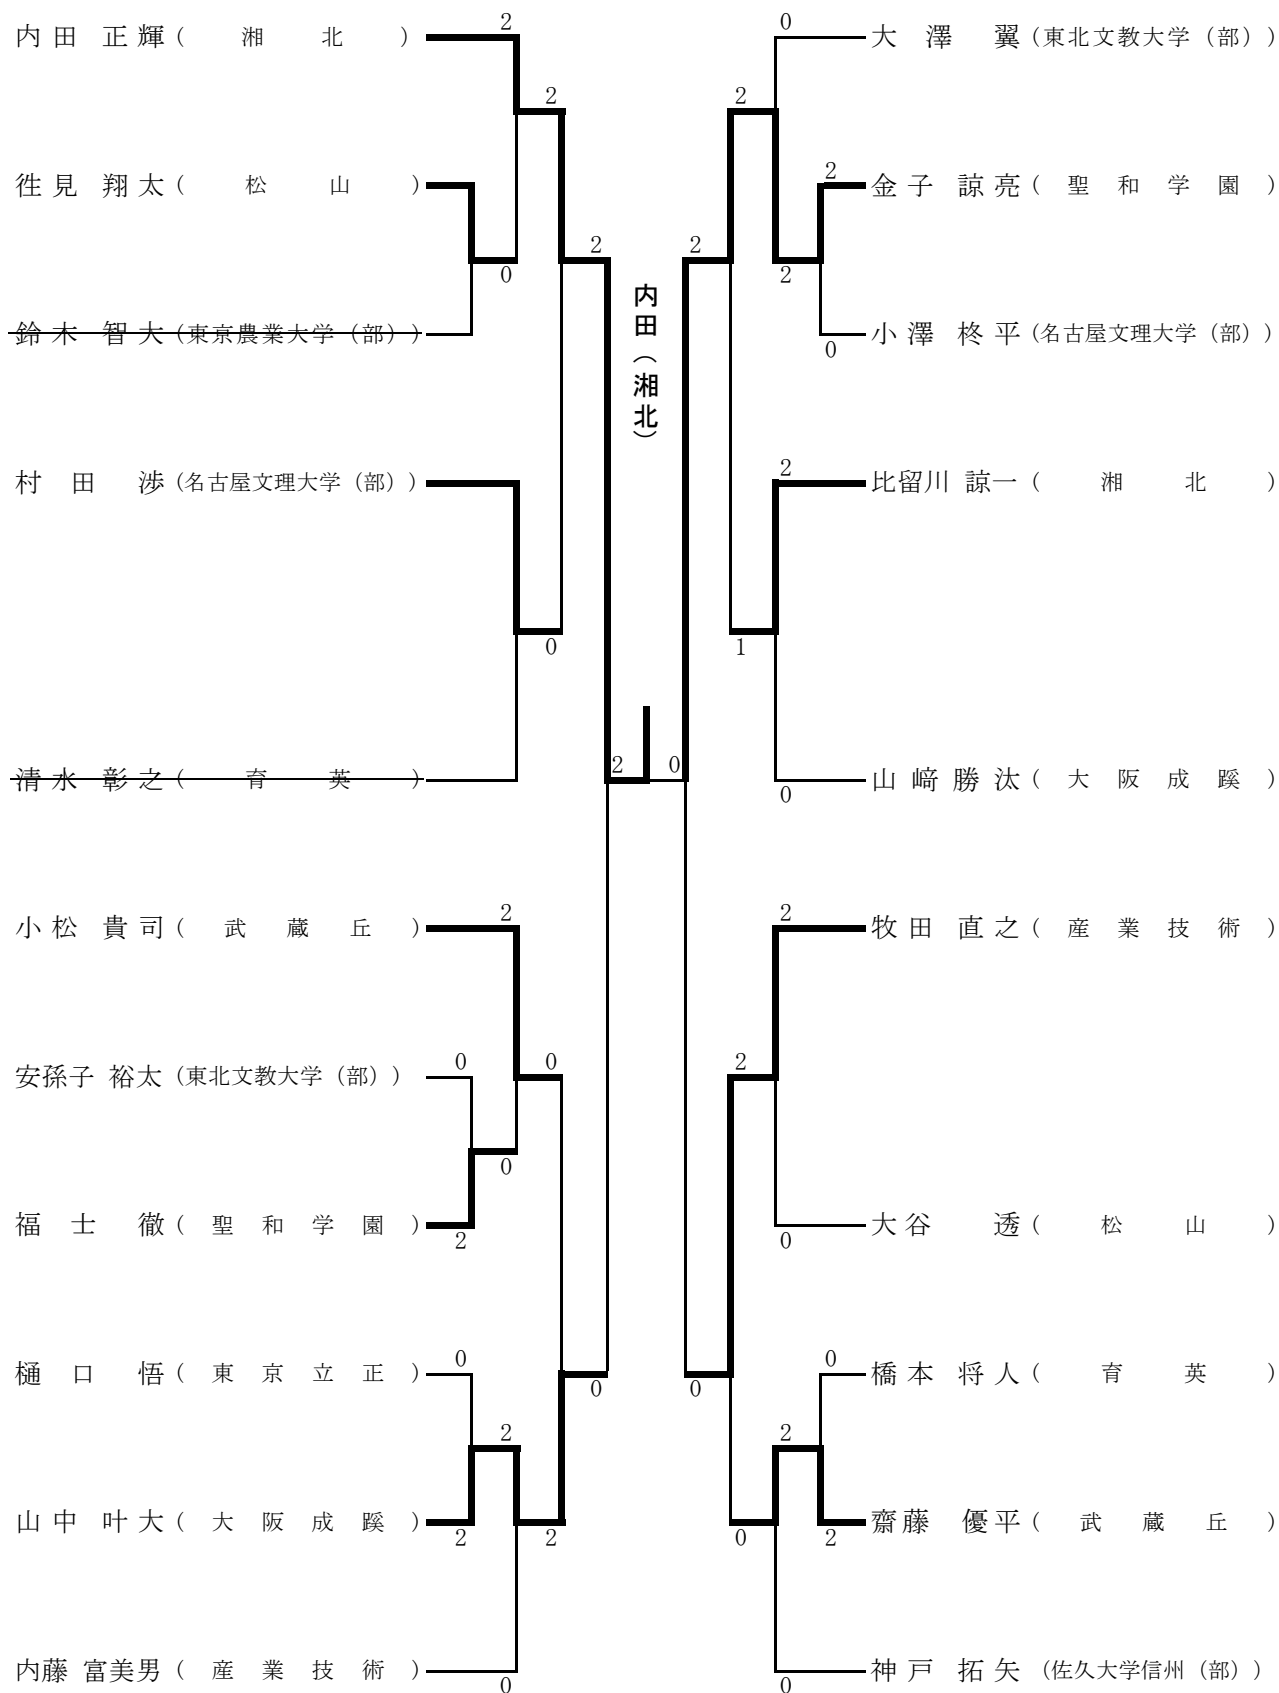 内田 正輝 (湘北) 2
0 大澤 翼 (東北文教大学（部）)
2
2
徃見 翔太 (松山)
2 金子 諒亮 (聖和学園)
2
2
0
2
鈴木 智大 (東京農業大学（部）)
0 小澤 柊平 (名古屋文理大学（部）)
内田（湘北）
村田 渉 (名古屋文理大学（部）)
2 比留川 諒一 (湘北)
0
1
2 0
清水 彰之 (育英)
0 山﨑 勝汰 (大阪成蹊)
小松 貴司 (武蔵丘) 2
2 牧田 直之 (産業技術)
安孫子 裕太 (東北文教大学（部）) 0
0
2
0
福士 徹 (聖和学園) 2
0 大谷 透 (松山)
樋口 悟 (東京立正) 0
0 橋本 将人 (育英)
0
0
2
2
山中 叶大 (大阪成蹊) 2
2 齋藤 優平 (武蔵丘)
2
0
内藤 富美男 (産業技術) 0
0 神戸 拓矢 (佐久大学信州（部）)